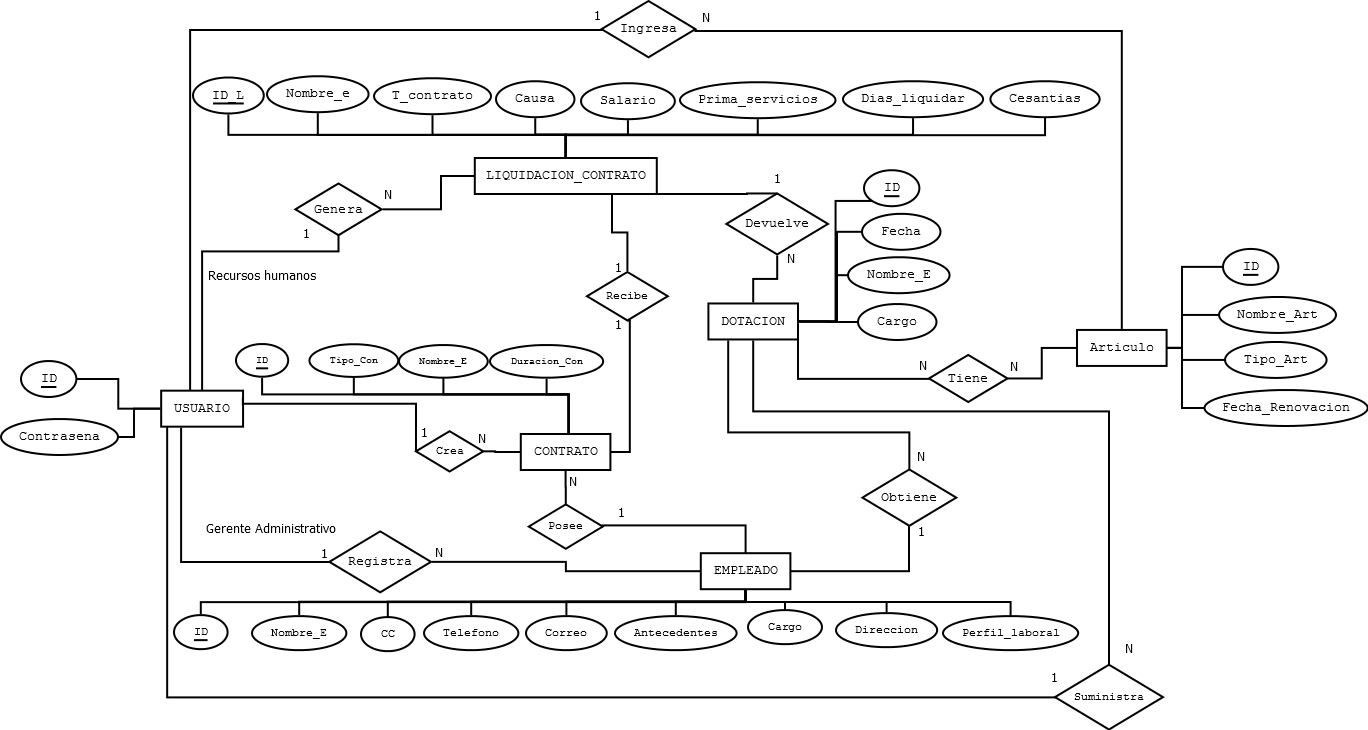 1
Ingresa
N
ID_L
Nombre_e
T_contrato
Causa
Salario
Prima_servicios
Dias_liquidar
Cesantias
LIQUIDACION_CONTRATO
Genera
N
1
Recursos humanos
1
Devuelve
N
ID
Fecha
Nombre_E
Cargo
1
Recibe
1
DOTACION
ID
Nombre_Art
Tipo_Art
Fecha_Renovacion
Articulo
N
Tiene
N
ID
Tipo_Con
Nombre_E
Duracion_Con
ID
Contrasena
USUARIO
1
Crea
N
CONTRATO
N
Posee
1
N
Obtiene
1
Gerente Administrativo
1
Registra
N
EMPLEADO
ID
Nombre_E
CC
Telefono
Correo
Antecedentes
Cargo
Direccion
Perfil_laboral
N
1
Suministra